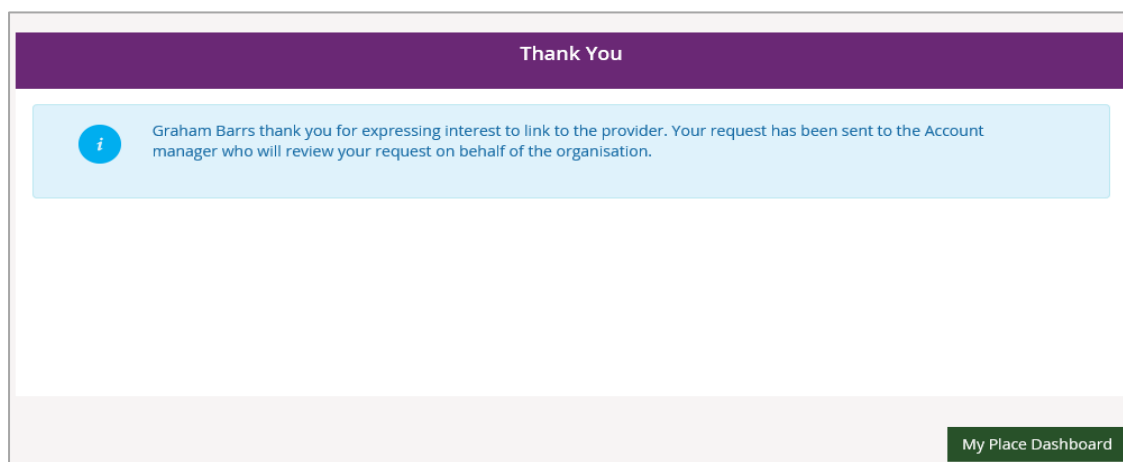 Thank You
i
Graham Barrs thank you for expressing interest to link to the provider. Your request has been sent to the Account
manager who will review your request on behalf of the organisation.
My Place Dashboard